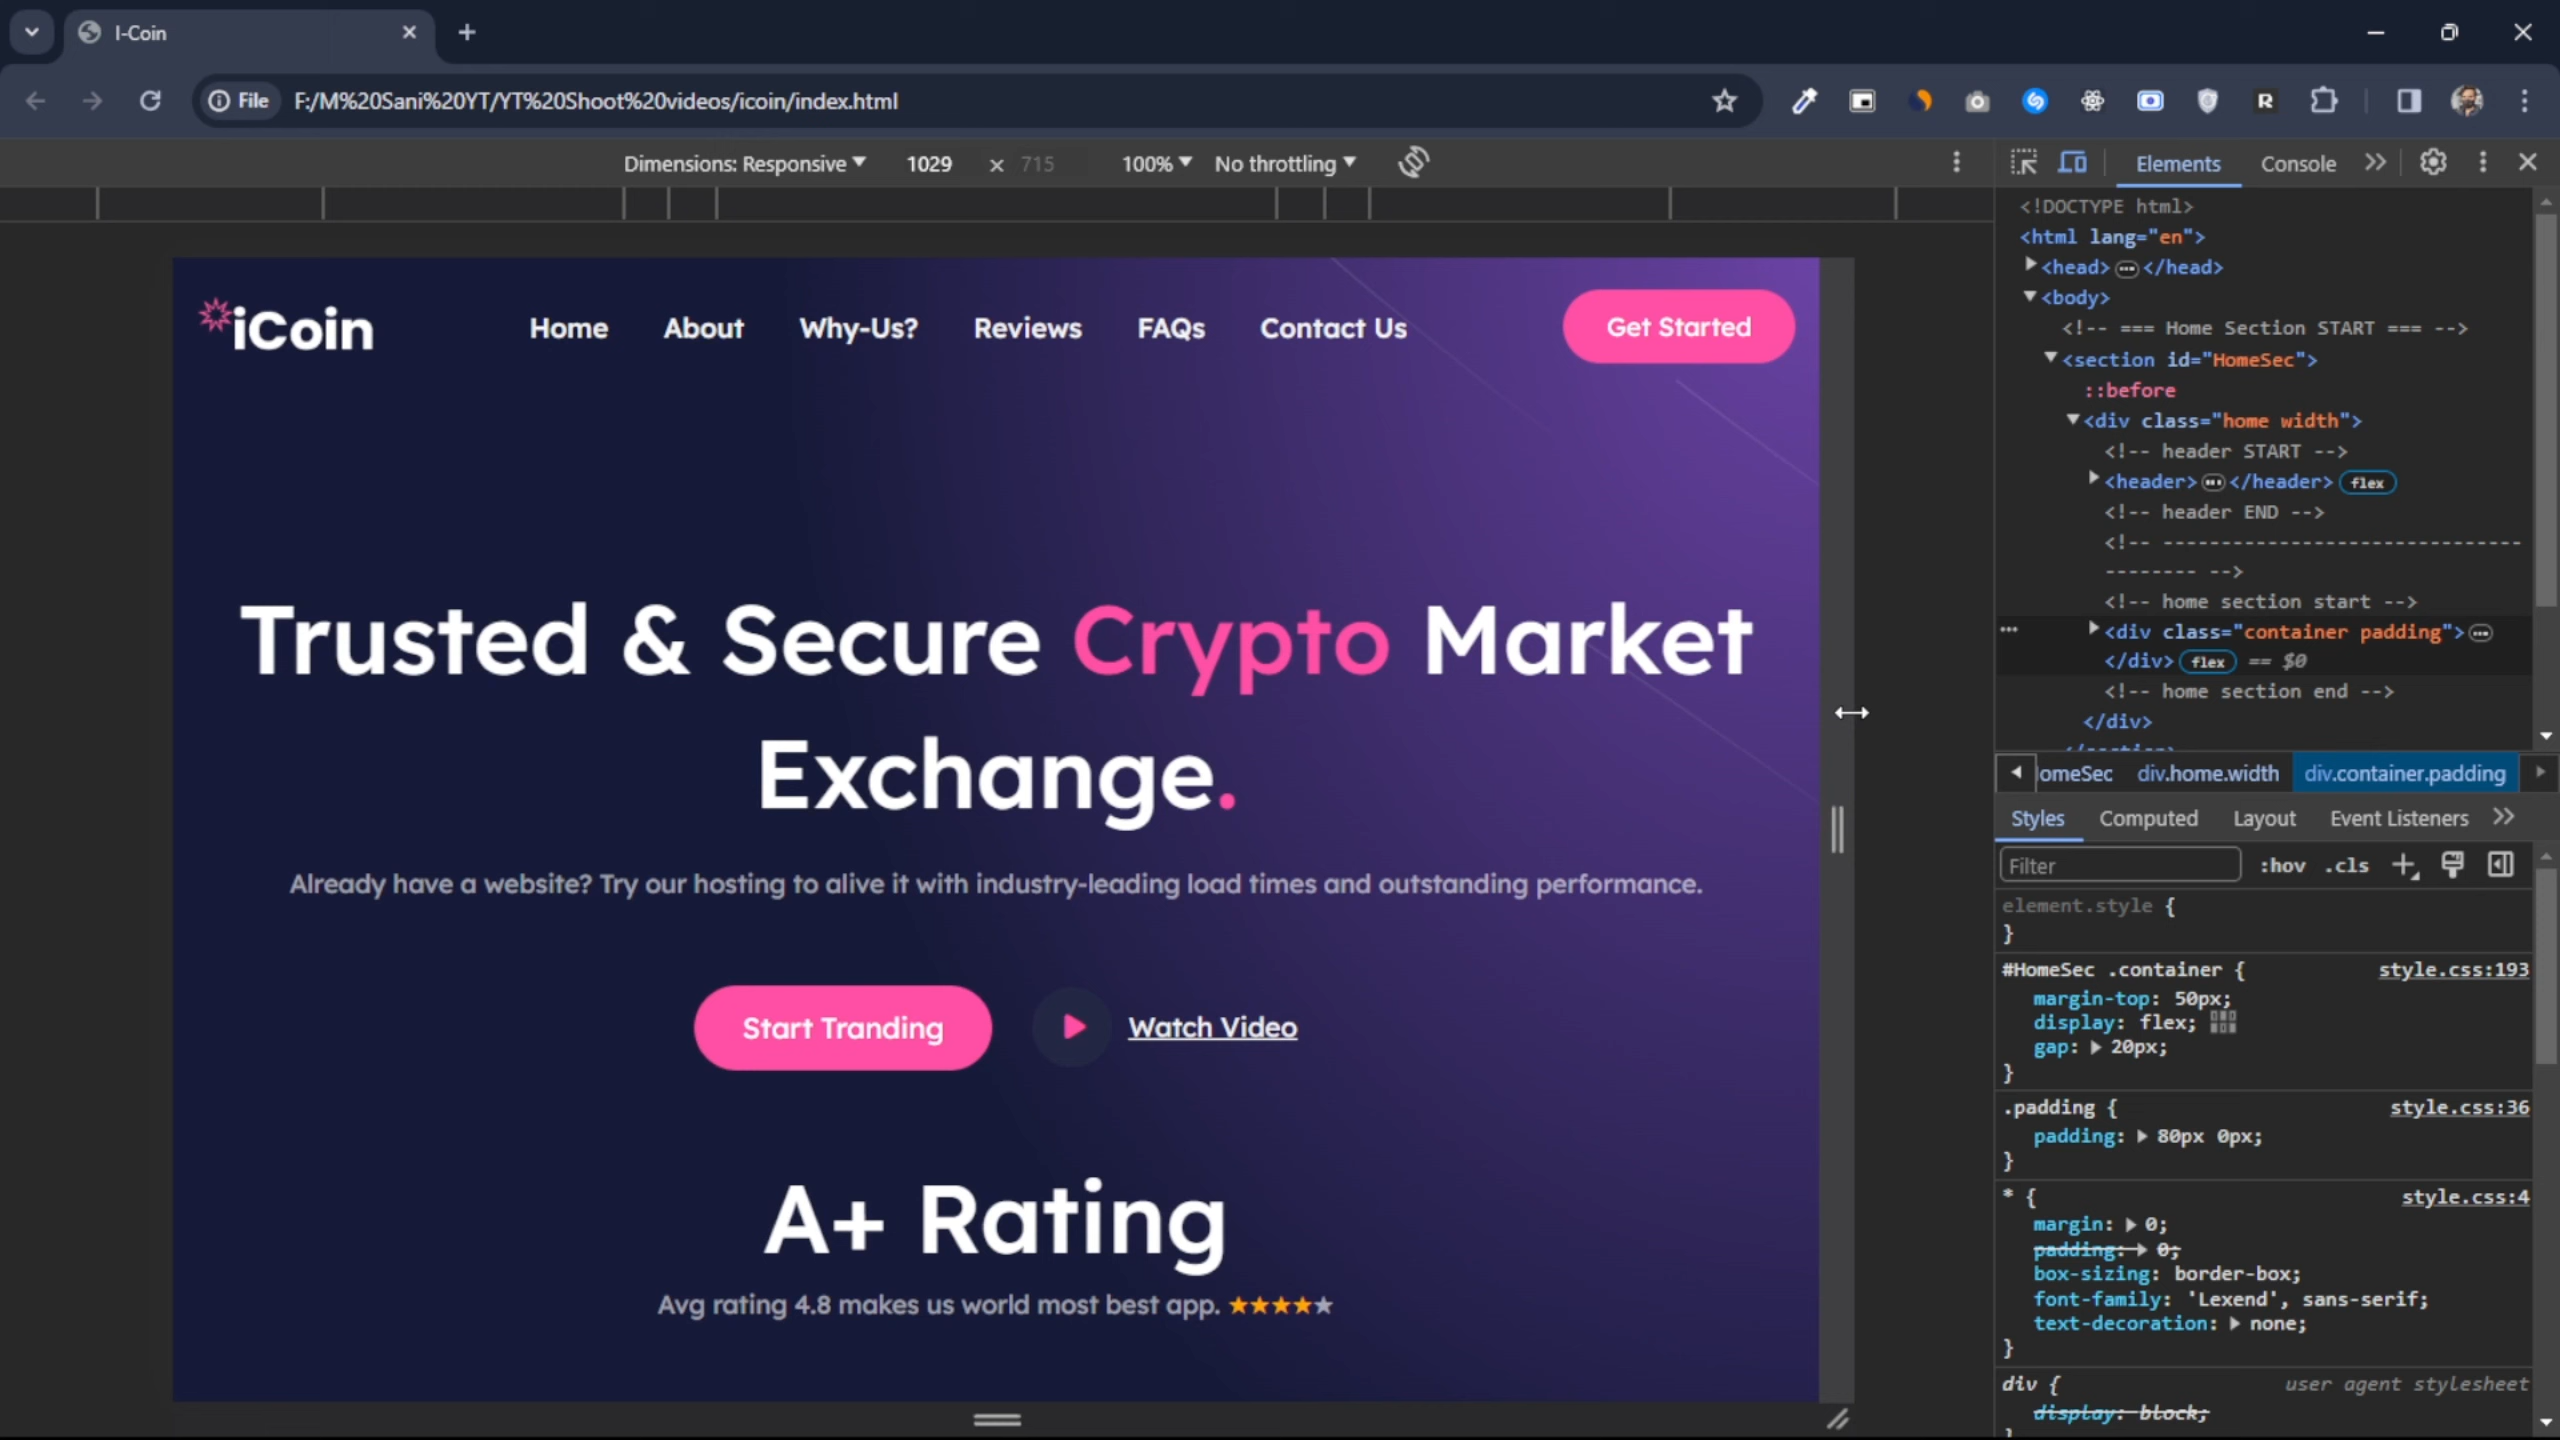 I-Coin
File F:/M%20Sani%20YT/YT%20Shoot%20videos/icoin/index.html
R
Dimensions: Responsive 1029 × 715 100% No throttling
Elements Console
iCoin Home About Why-Us? Reviews FAQs Contact Us Get Started
Trusted & Secure Crypto Market
Exchange.
Already have a website? Try our hosting to alive it with industry-leading load times and outstanding performance.
Start Tranding Watch Video
A+ Rating
Avg rating 4.8 makes us world most best app. ★★★★★
<!DOCTYPE html>
<html lang="en">
<head> ••• </head>
<body>
<!-- === Home Section START === -->
<section id="HomeSec">
::before
<div class="home width">
<!-- header START -->
<header> ••• </header> flex
<!-- header END -->
<!-- -------------------------------
-------- -->
<!-- home section start -->
<div class="container padding"> •••
</div> flex == $0
<!-- home section end -->
</div>
omeSec div.home.width div.container.padding
Styles Computed Layout Event Listeners
Filter :hov .cls
element.style {
}
#HomeSec .container { style.css:193
margin-top: 50px;
display: flex;
gap: 20px;
}
.padding { style.css:36
padding: 80px 0px;
}
* { style.css:4
margin: 0;
padding: 0;
box-sizing: border-box;
font-family: 'Lexend', sans-serif;
text-decoration: none;
}
div { user agent stylesheet
display: block;